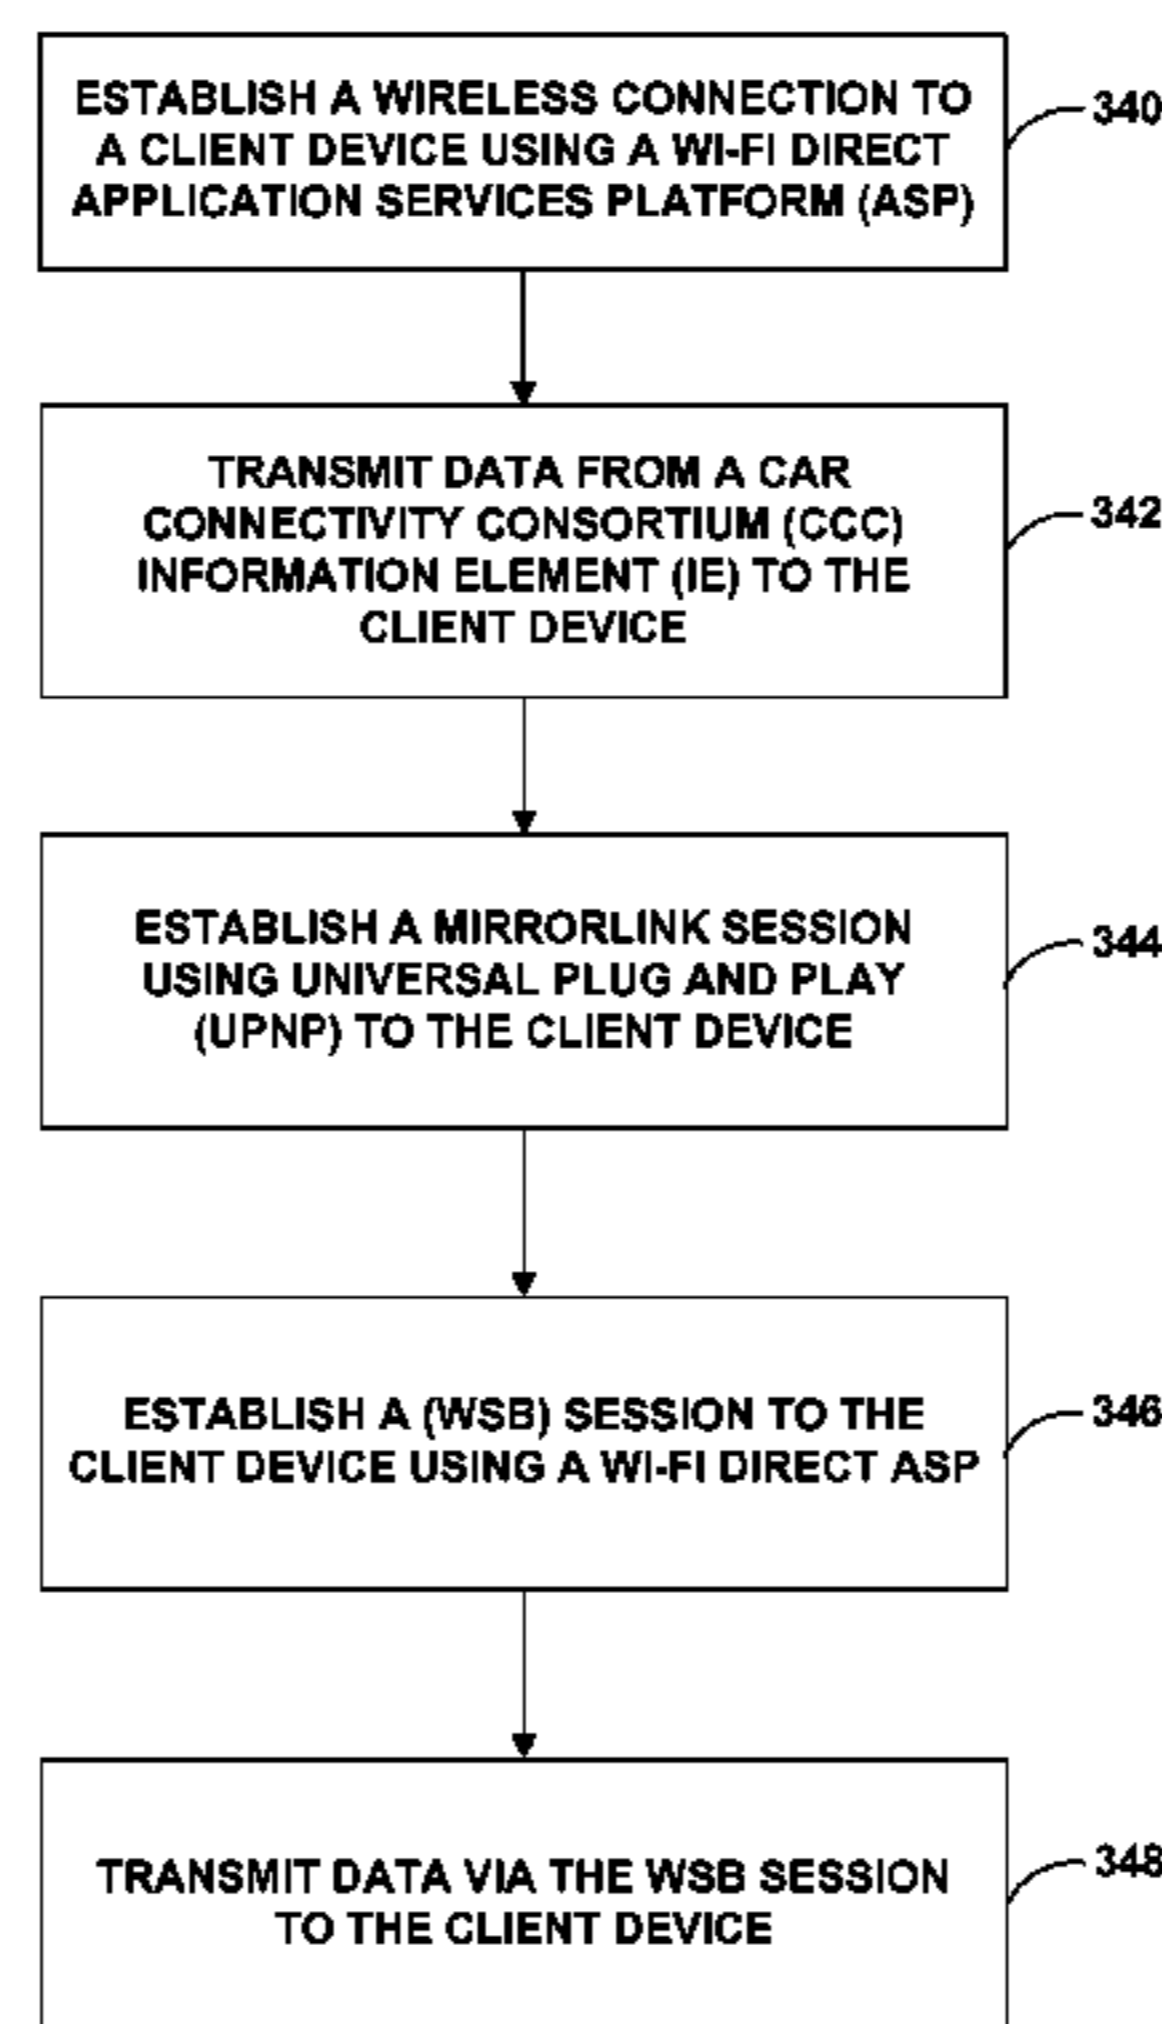 ESTABLISH A WIRELESS CONNECTION TO
A CLIENT DEVICE USING A WI-FI DIRECT
APPLICATION SERVICES PLATFORM (ASP)
340
TRANSMIT DATA FROM A CAR
CONNECTIVITY CONSORTIUM (CCC)
INFORMATION ELEMENT (IE) TO THE
CLIENT DEVICE
342
ESTABLISH A MIRRORLINK SESSION
USING UNIVERSAL PLUG AND PLAY
(UPNP) TO THE CLIENT DEVICE
344
ESTABLISH A (WSB) SESSION TO THE
CLIENT DEVICE USING A WI-FI DIRECT ASP
346
TRANSMIT DATA VIA THE WSB SESSION
TO THE CLIENT DEVICE
348